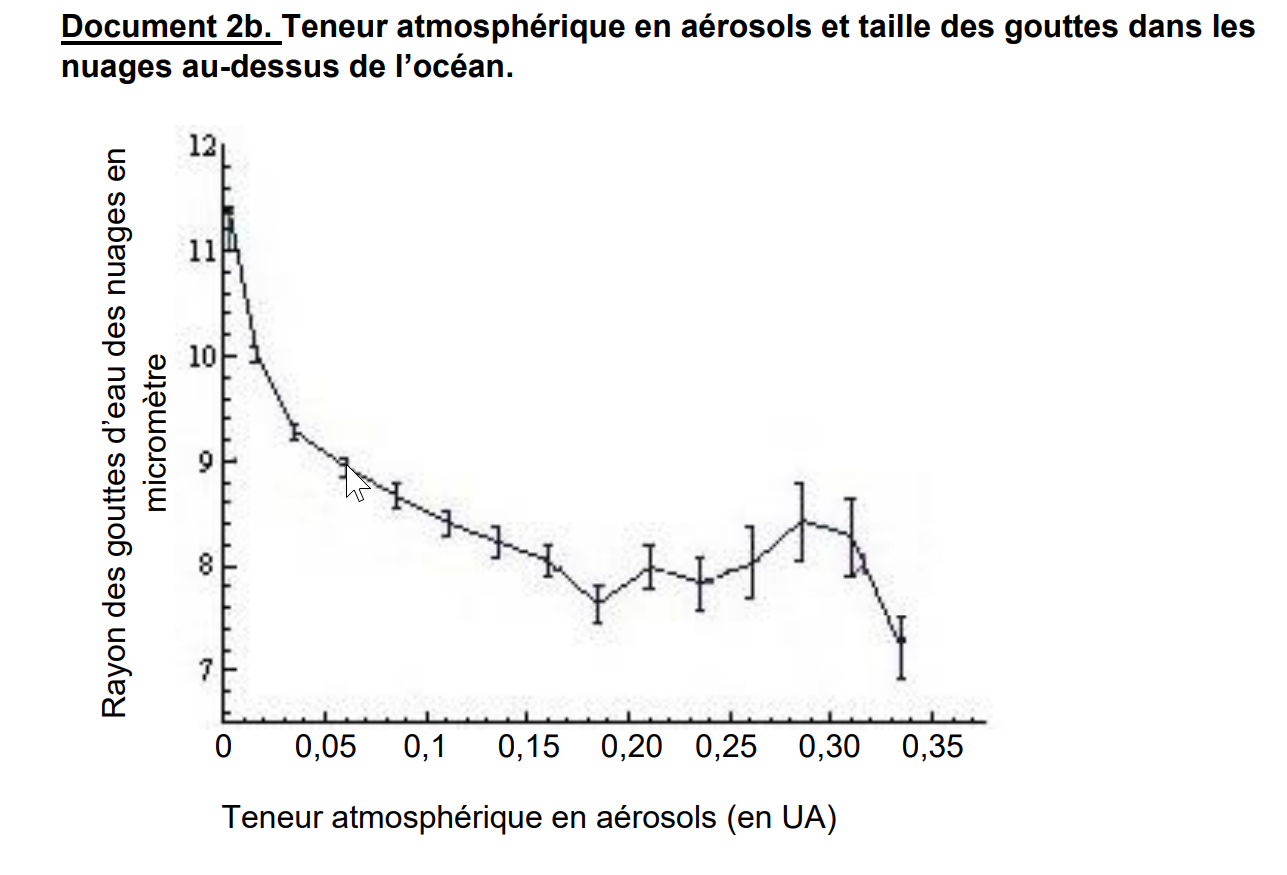 Document 2b. Teneur atmosphérique en aérosols et taille des gouttes dans les
nuages au-dessus de l’océan.
Rayon des gouttes d’eau des nuages en
micromètre
12
11
10
9
8
7
0 0,05 0,1 0,15 0,20 0,25 0,30 0,35
Teneur atmosphérique en aérosols (en UA)